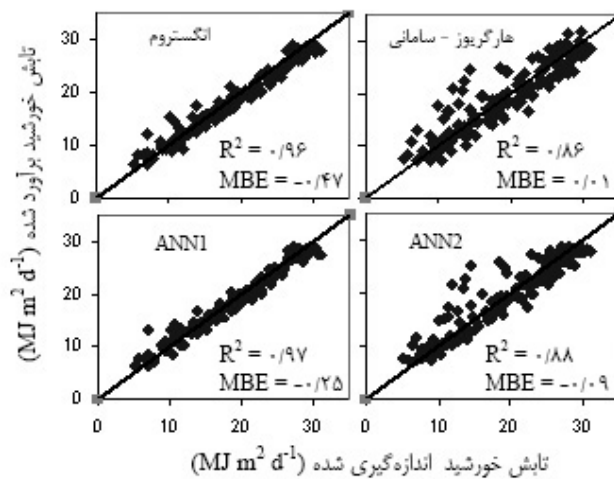 آنگستروم
هارگریوز - سامانی
30
20
10
0
R² = ۰/۹۶
MBE = -۰/۴۷
R² = ۰/۸۶
MBE = ۰/۰۱
ANN1
ANN2
30
20
10
0
R² = ۰/۹۷
MBE = -۰/۲۵
R² = ۰/۸۸
MBE = -۰/۰۹
0 10 20 30 0 10 20 30
تابش خورشید برآورد شده (MJ m² d⁻¹)
تابش خورشید اندازه‌گیری شده (MJ m² d⁻¹)